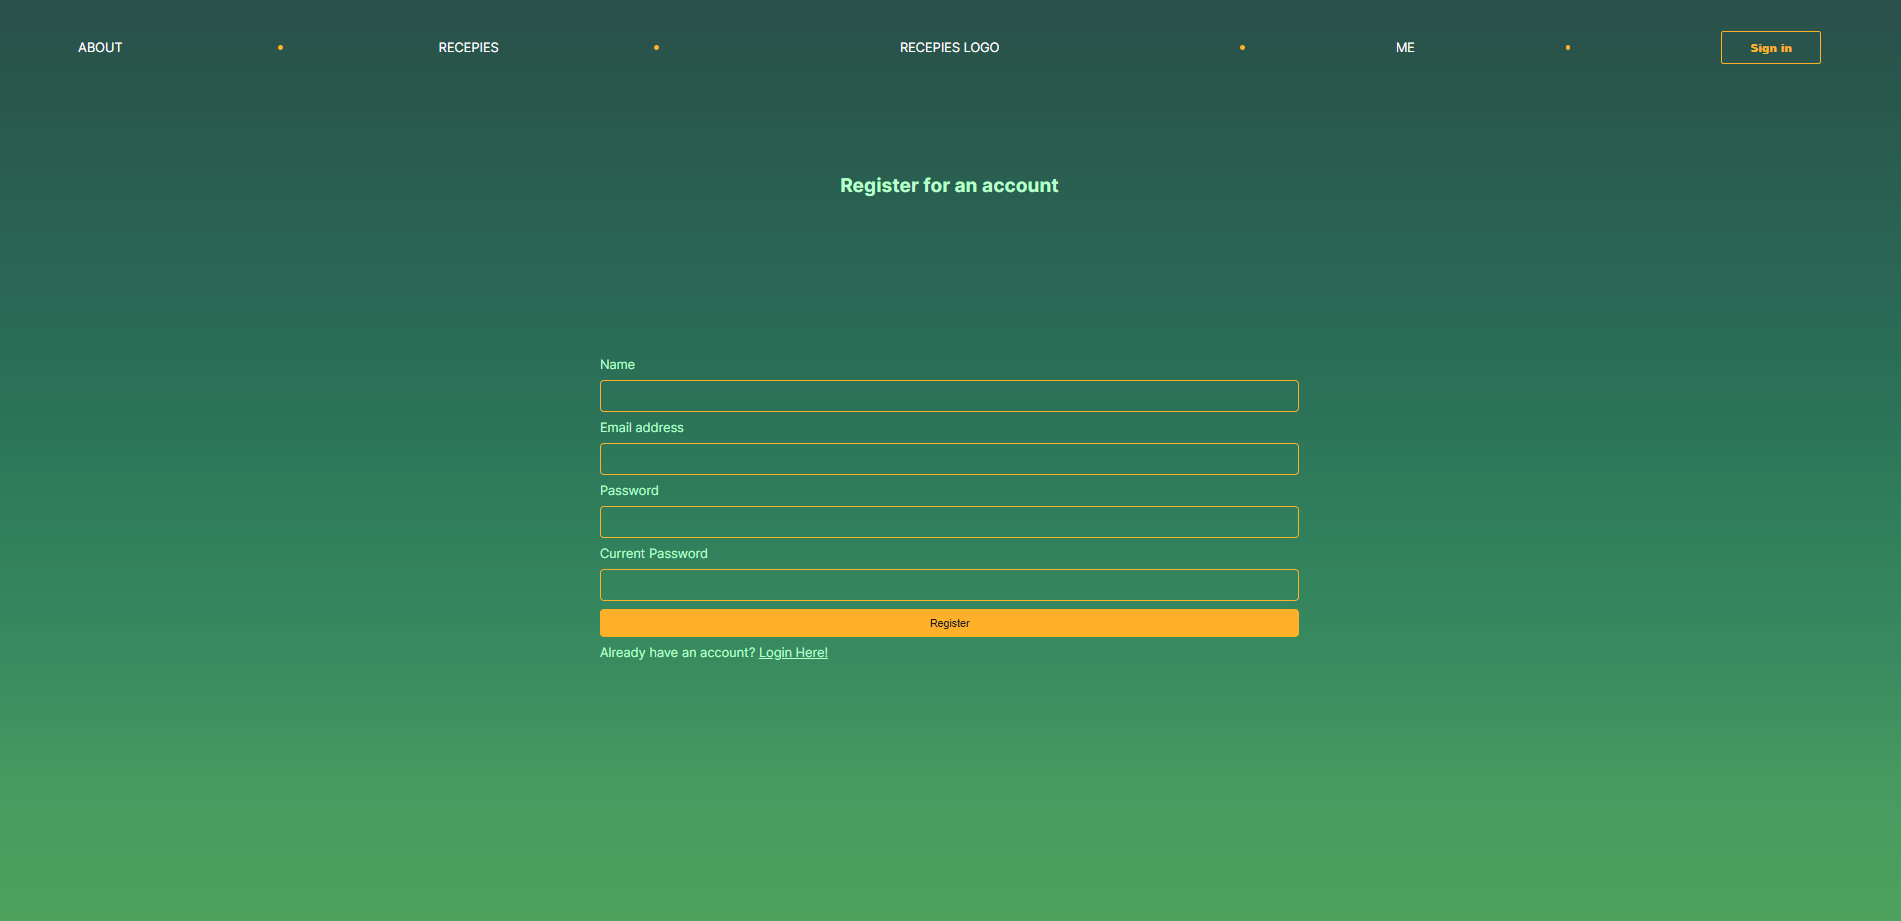 ABOUT RECEPIES RECEPIES LOGO ME Sign in
Register for an account
Name
Email address
Password
Current Password
Register
Already have an account? Login Here!